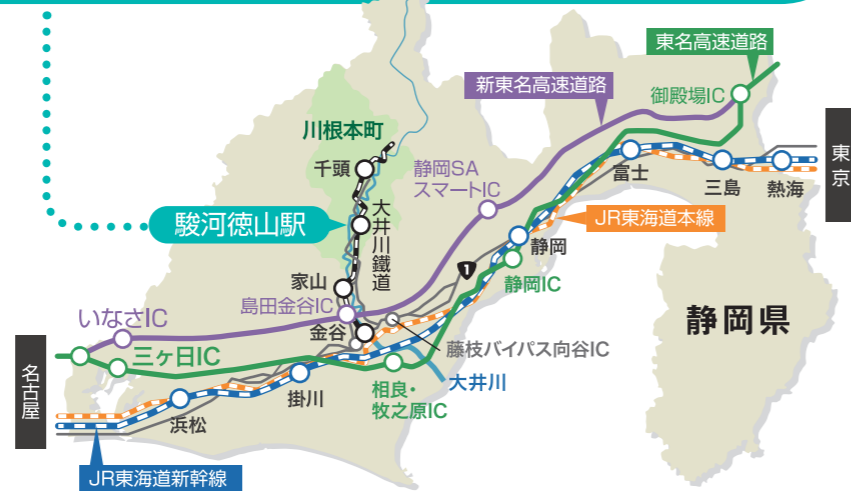 東名高速道路
新東名高速道路
御殿場IC
東京
川根本町
千頭
静岡SA
スマートIC
富士
三島
熱海
駿河徳山駅
大井川鐵道
JR東海道本線
静岡
家山
1
静岡IC
島田金谷IC
いなさIC
金谷
静岡県
藤枝バイパス向谷IC
三ヶ日IC
名古屋
掛川
相良・
牧之原IC
大井川
浜松
JR東海道新幹線